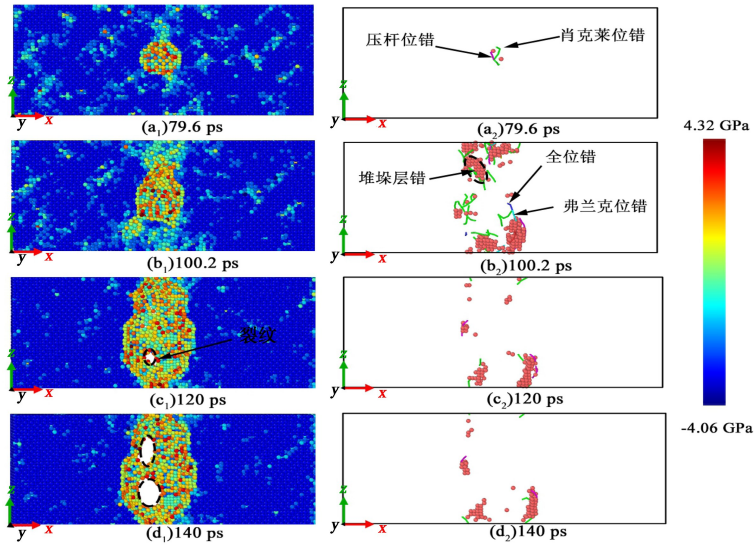 压杆位错
肖克莱位错
z
y x
(a1)79.6 ps
z
y x
(a2)79.6 ps
4.32 GPa
堆垛层错
全位错
弗兰克位错
z
y x
(b1)100.2 ps
z
y x
(b2)100.2 ps
裂纹
z
y x
(c1)120 ps
z
y x
(c2)120 ps
-4.06 GPa
z
y x
(d1)140 ps
z
y x
(d2)140 ps